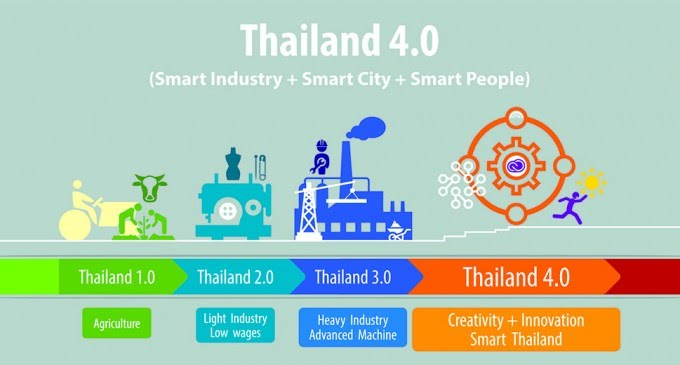 Thailand 4.0
(Smart Industry + Smart City + Smart People)
Thailand 1.0
Thailand 2.0
Thailand 3.0
Thailand 4.0
Agriculture
Light Industry
Low wages
Heavy Industry
Advanced Machine
Creativity + Innovation
Smart Thailand